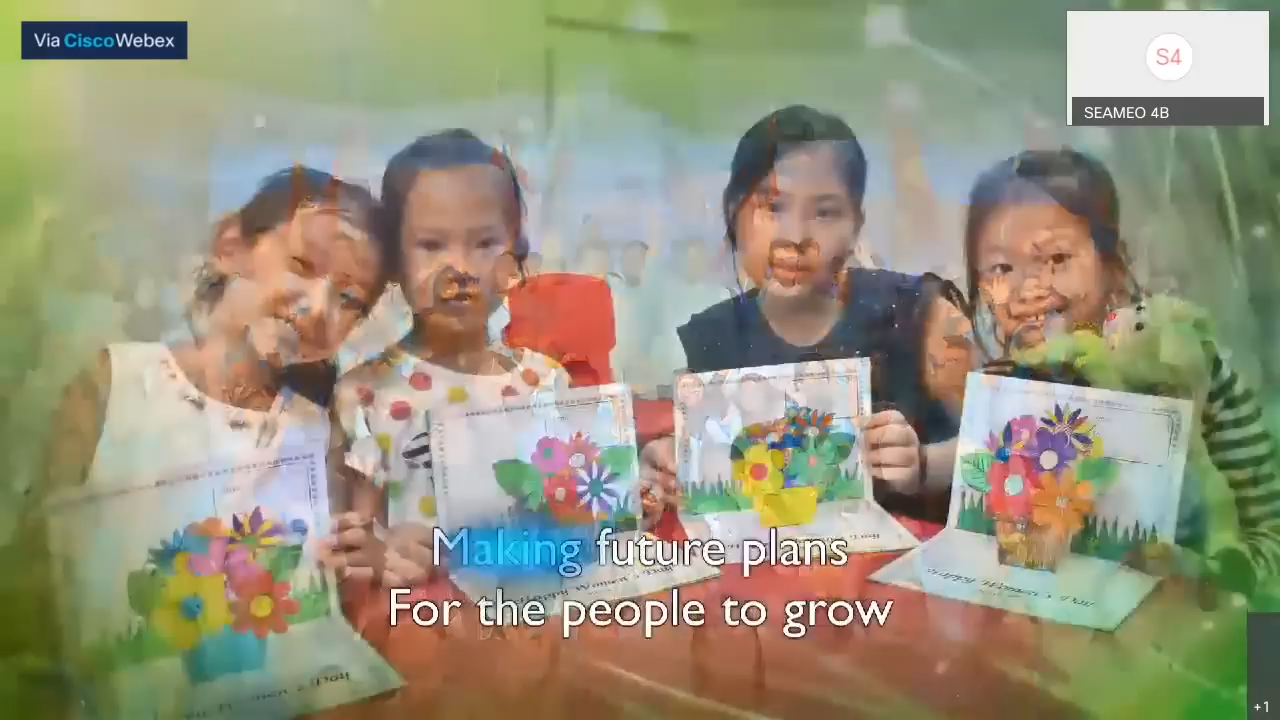 Via CiscoWebex
S4
SEAMEO 4B
Making future plans
For the people to grow
+1